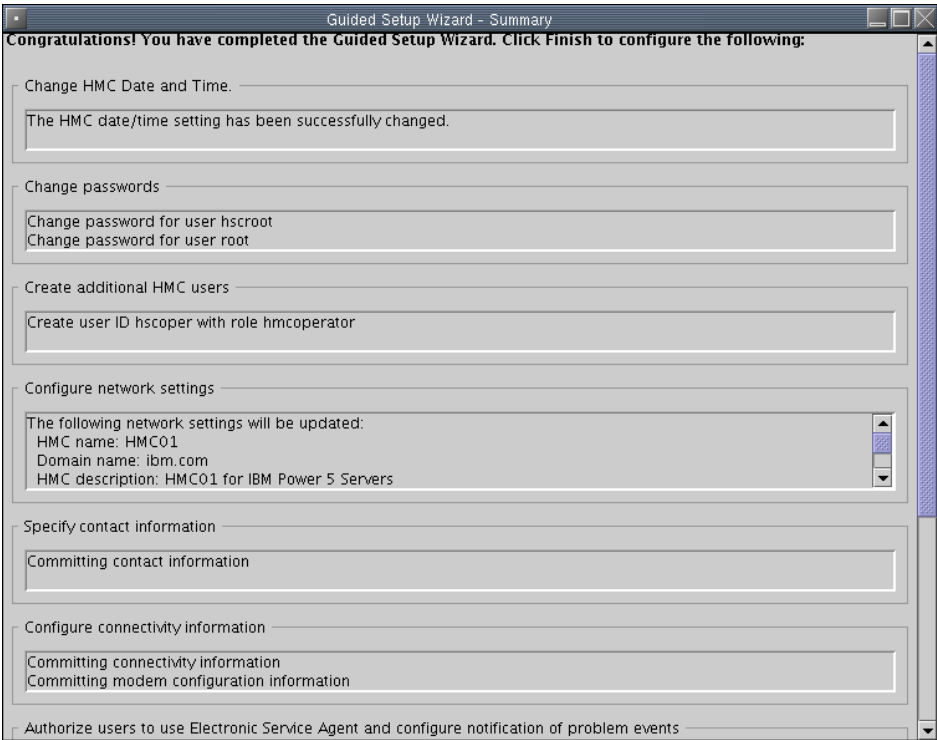 Guided Setup Wizard - Summary
Congratulations! You have completed the Guided Setup Wizard. Click Finish to configure the following:
Change HMC Date and Time.
The HMC date/time setting has been successfully changed.
Change passwords
Change password for user hscroot
Change password for user root
Create additional HMC users
Create user ID hscoper with role hmcoperator
Configure network settings
The following network settings will be updated:
HMC name: HMC01
Domain name: ibm.com
HMC description: HMC01 for IBM Power 5 Servers
Specify contact information
Committing contact information
Configure connectivity information
Committing connectivity information
Committing modem configuration information
Authorize users to use Electronic Service Agent and configure notification of problem events